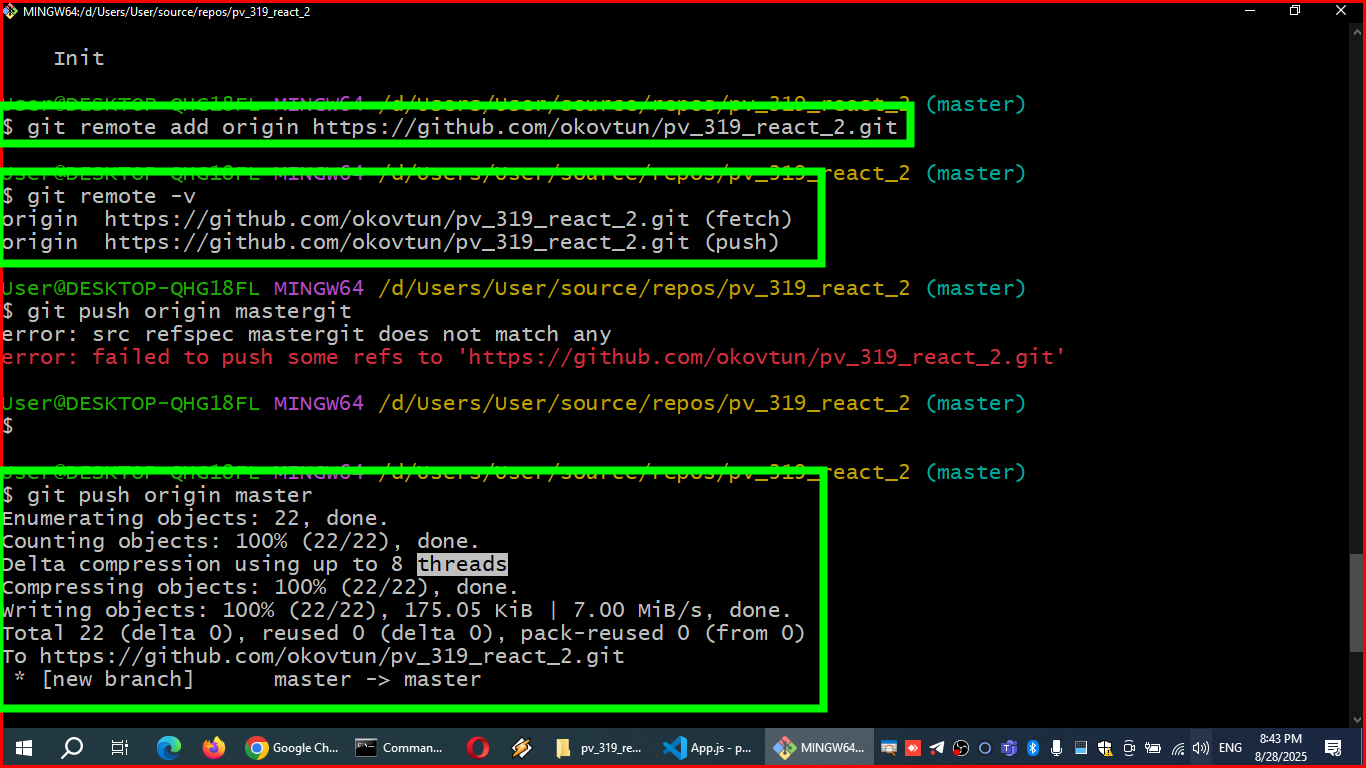 MINGW64:/d/Users/User/source/repos/pv_319_react_2
Init
User@DESKTOP-QHG18FL MINGW64 /d/Users/User/source/repos/pv_319_react_2 (master)
$ git remote add origin https://github.com/okovtun/pv_319_react_2.git
User@DESKTOP-QHG18FL MINGW64 /d/Users/User/source/repos/pv_319_react_2 (master)
$ git remote -v
origin  https://github.com/okovtun/pv_319_react_2.git (fetch)
origin  https://github.com/okovtun/pv_319_react_2.git (push)
User@DESKTOP-QHG18FL MINGW64 /d/Users/User/source/repos/pv_319_react_2 (master)
$ git push origin mastergit
error: src refspec mastergit does not match any
error: failed to push some refs to 'https://github.com/okovtun/pv_319_react_2.git'
User@DESKTOP-QHG18FL MINGW64 /d/Users/User/source/repos/pv_319_react_2 (master)
$
User@DESKTOP-QHG18FL MINGW64 /d/Users/User/source/repos/pv_319_react_2 (master)
$ git push origin master
Enumerating objects: 22, done.
Counting objects: 100% (22/22), done.
Delta compression using up to 8 threads
Compressing objects: 100% (22/22), done.
Writing objects: 100% (22/22), 175.05 KiB | 7.00 MiB/s, done.
Total 22 (delta 0), reused 0 (delta 0), pack-reused 0 (from 0)
To https://github.com/okovtun/pv_319_react_2.git
 * [new branch]      master -> master
Google Ch... Comman... pv_319_re... App.js - p... MINGW64... ENG 8:43 PM
8/28/2025